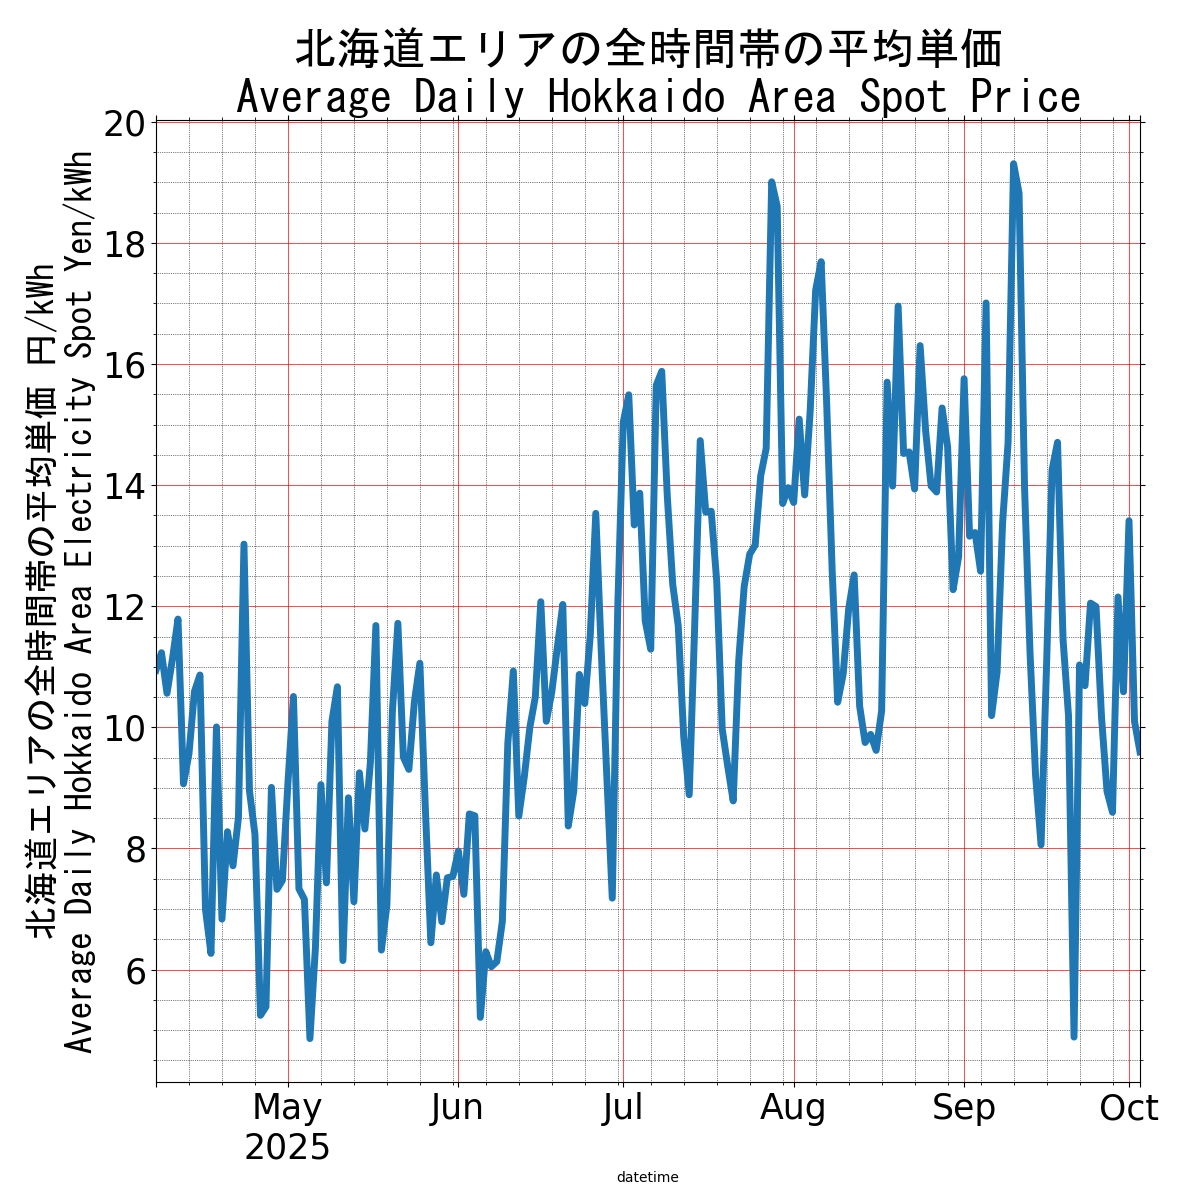 北海道エリアの全時間帯の平均単価
Average Daily Hokkaido Area Spot Price
北海道エリアの全時間帯の平均単価 円/kWh
Average Daily Hokkaido Area Electricity Spot Yen/kWh
20
18
16
14
12
10
8
6
May
2025
Jun
Jul
Aug
Sep
Oct
datetime